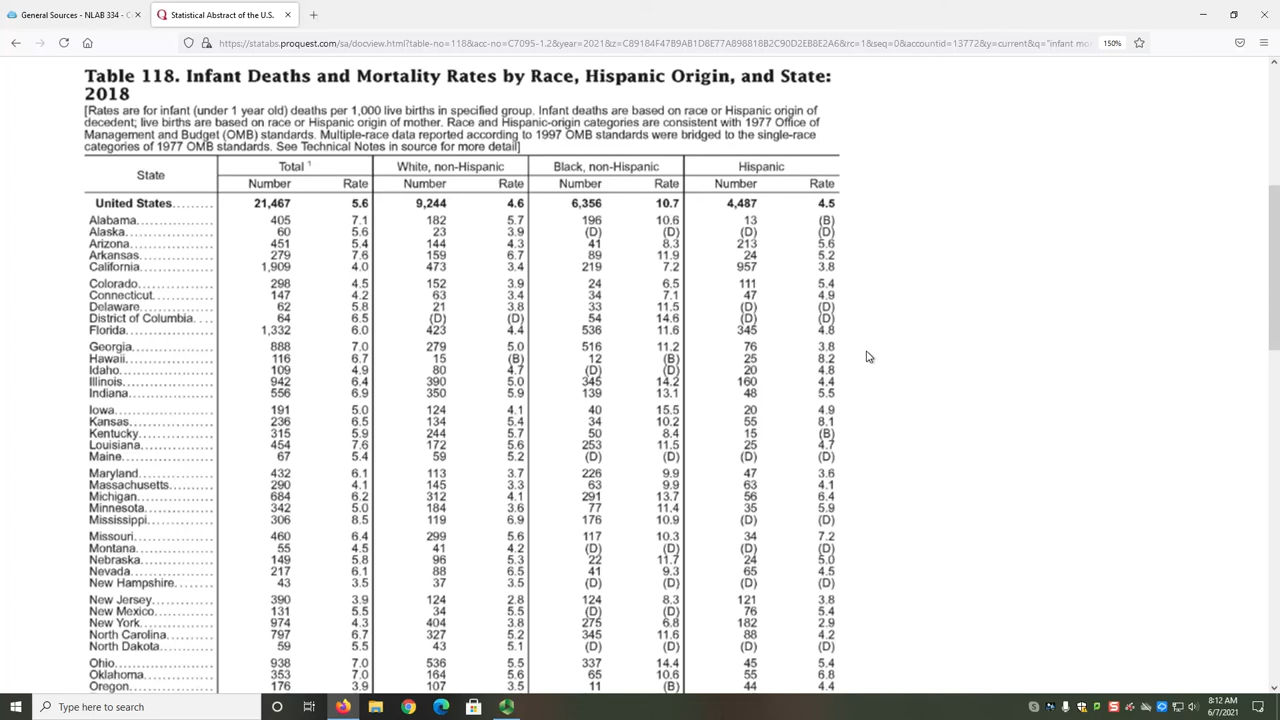 General Sources - NLAB 334 - C
Statistical Abstract of the U.S.
https://statabs.proquest.com/sa/docview.html?table-no=118&acc-no=C7095-1.2&year=2021&z=C89184F47B9AB1D8E77A898818B2C90D2EB8E2A6&rc=1&seq=0&accountid=13772&y=current&q="infant mo
150%
Table 118. Infant Deaths and Mortality Rates by Race, Hispanic Origin, and State:
2018
[Rates are for infant (under 1 year old) deaths per 1,000 live births in specified group. Infant deaths are based on race or Hispanic origin of
decedent; live births are based on race or Hispanic origin of mother. Race and Hispanic-origin categories are consistent with 1977 Office of
Management and Budget (OMB) standards. Multiple-race data reported according to 1997 OMB standards were bridged to the single-race
categories of 1977 OMB standards. See Technical Notes in source for more detail]
State Total ¹ White, non-Hispanic Black, non-Hispanic Hispanic
Number Rate Number Rate Number Rate Number Rate
United States......... 21,467 5.6 9,244 4.6 6,356 10.7 4,487 4.5
Alabama................. 405 7.1 182 5.7 196 10.6 13 (B)
Alaska.................... 60 5.6 23 3.9 (D) (D) (D) (D)
Arizona................... 451 5.4 144 4.3 41 8.3 213 5.6
Arkansas................ 279 7.6 159 6.7 89 11.9 24 5.2
California................ 1,909 4.0 473 3.4 219 7.2 957 3.8
Colorado................. 298 4.5 152 3.9 24 6.5 111 5.4
Connecticut............. 147 4.2 63 3.4 34 7.1 47 4.9
Delaware................ 62 5.8 21 3.8 33 11.5 (D) (D)
District of Columbia.... 64 6.5 (D) (D) 54 14.6 (D) (D)
Florida.................... 1,332 6.0 423 4.4 536 11.6 345 4.8
Georgia.................. 888 7.0 279 5.0 516 11.2 76 3.8
Hawaii.................... 116 6.7 15 (B) 12 (B) 25 8.2
Idaho..................... 109 4.9 80 4.7 (D) (D) 20 4.8
Illinois.................... 942 6.4 390 5.0 345 14.2 160 4.4
Indiana................... 556 6.9 350 5.9 139 13.1 48 5.5
Iowa....................... 191 5.0 124 4.1 40 15.5 20 4.9
Kansas................... 236 6.5 134 5.4 34 10.2 55 8.1
Kentucky................ 315 5.9 244 5.7 50 8.4 15 (B)
Louisiana................ 454 7.6 172 5.6 253 11.5 25 4.7
Maine..................... 67 5.4 59 5.2 (D) (D) (D) (D)
Maryland................. 432 6.1 113 3.7 226 9.9 47 3.6
Massachusetts......... 290 4.1 145 3.3 63 9.9 63 4.1
Michigan................. 684 6.2 312 4.1 291 13.7 56 6.4
Minnesota............... 342 5.0 184 3.6 77 11.4 35 5.9
Mississippi.............. 306 8.5 119 6.9 176 10.9 (D) (D)
Missouri.................. 460 6.4 299 5.6 117 10.3 34 7.2
Montana................. 55 4.5 41 4.2 (D) (D) (D) (D)
Nebraska................ 149 5.8 96 5.3 22 11.7 24 5.0
Nevada................... 217 6.1 88 6.5 41 9.3 65 4.5
New Hampshire........ 43 3.5 37 3.5 (D) (D) (D) (D)
New Jersey.............. 390 3.9 124 2.8 124 8.3 121 3.8
New Mexico............. 131 5.5 34 5.5 (D) (D) 76 5.4
New York................ 974 4.3 404 3.8 275 6.8 182 2.9
North Carolina.......... 797 6.7 327 5.2 345 11.6 88 4.2
North Dakota............ 59 5.5 43 5.1 (D) (D) (D) (D)
Ohio....................... 938 7.0 536 5.5 337 14.4 45 5.4
Oklahoma................ 353 7.0 164 5.6 65 10.6 55 6.8
Oregon................... 176 3.9 107 3.5 11 (B) 44 4.4
Type here to search
8:12 AM
6/7/2021